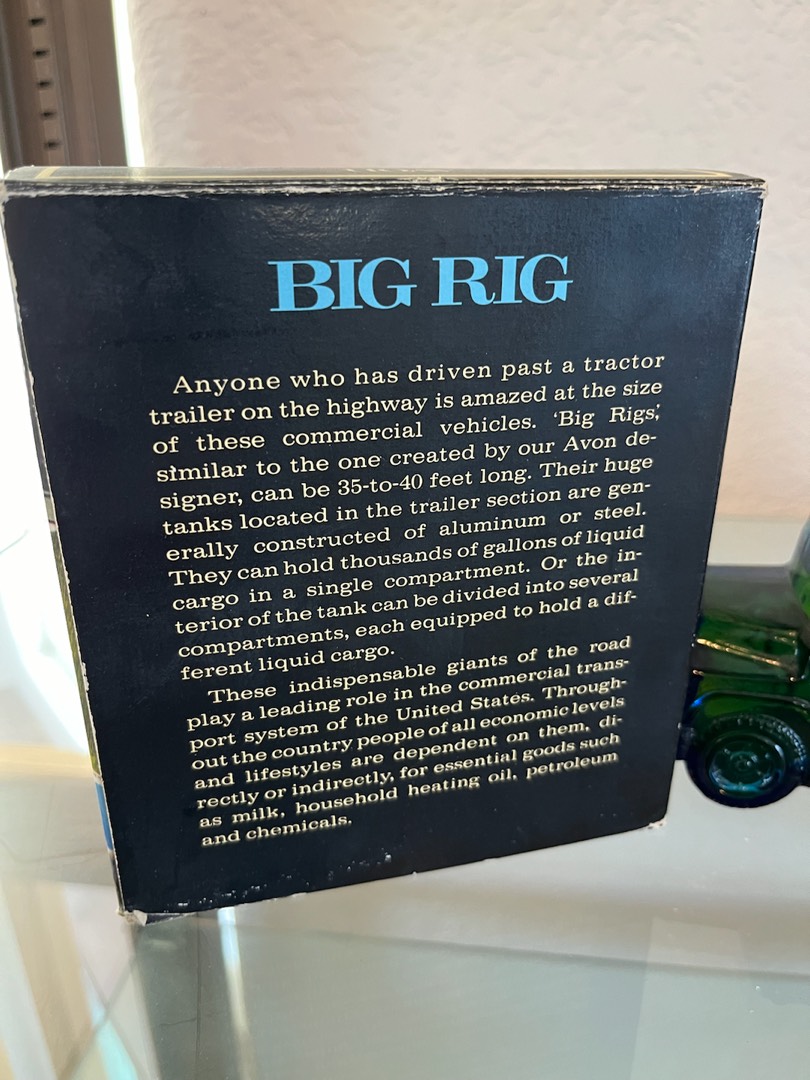 BIG RIG
Anyone who has driven past a tractor
trailer on the highway is amazed at the size
of these commercial vehicles. ‘Big Rigs,’
similar to the one created by our Avon de-
signer, can be 35-to-40 feet long. Their huge
tanks located in the trailer section are gen-
erally constructed of aluminum or steel.
They can hold thousands of gallons of liquid
cargo in a single compartment. Or the in-
terior of the tank can be divided into several
compartments, each equipped to hold a dif-
ferent liquid cargo.
These indispensable giants of the road
play a leading role in the commercial trans-
port system of the United States. Through-
out the country people of all economic levels
and lifestyles are dependent on them, di-
rectly or indirectly, for essential goods such
as milk, household heating oil, petroleum
and chemicals.